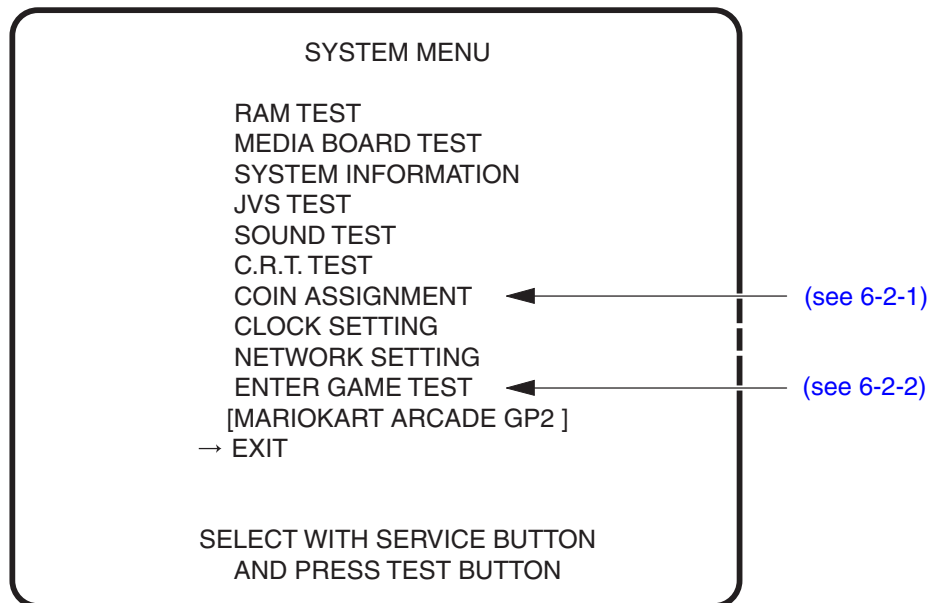 SYSTEM MENU
RAM TEST
MEDIA BOARD TEST
SYSTEM INFORMATION
JVS TEST
SOUND TEST
C.R.T. TEST
COIN ASSIGNMENT (see 6-2-1)
CLOCK SETTING
NETWORK SETTING
ENTER GAME TEST (see 6-2-2)
[MARIOKART ARCADE GP2 ]
→ EXIT
SELECT WITH SERVICE BUTTON
AND PRESS TEST BUTTON